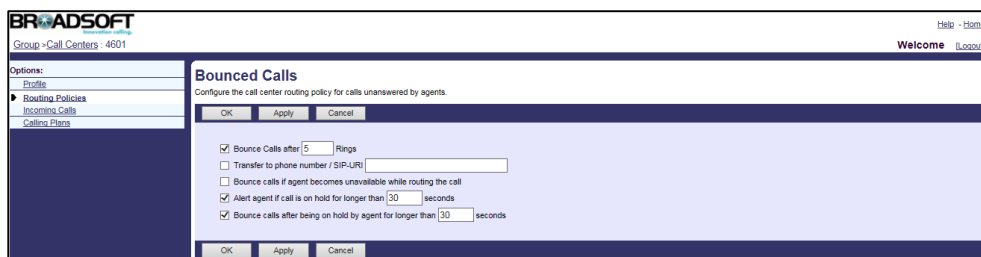 BROADSOFT
Innovation calling.
Help - Home
Group >Call Centers : 4601
Welcome [Logout
Options:
Profile
Routing Policies
Incoming Calls
Calling Plans
Bounced Calls
Configure the call center routing policy for calls unanswered by agents.
OK Apply Cancel
Bounce Calls after 5 Rings
Transfer to phone number / SIP-URI
Bounce calls if agent becomes unavailable while routing the call
Alert agent if call is on hold for longer than 30 seconds
Bounce calls after being on hold by agent for longer than 30 seconds
OK Apply Cancel